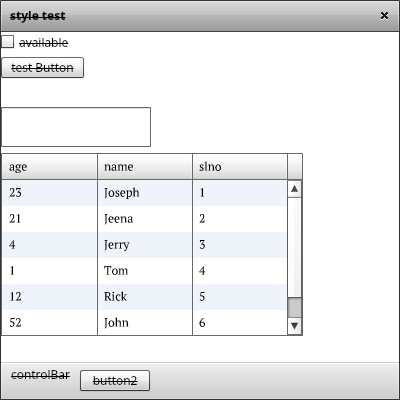 style test
available
test Button
age name slno
23 Joseph 1
21 Jeena 2
4 Jerry 3
1 Tom 4
12 Rick 5
52 John 6
controlBar button2